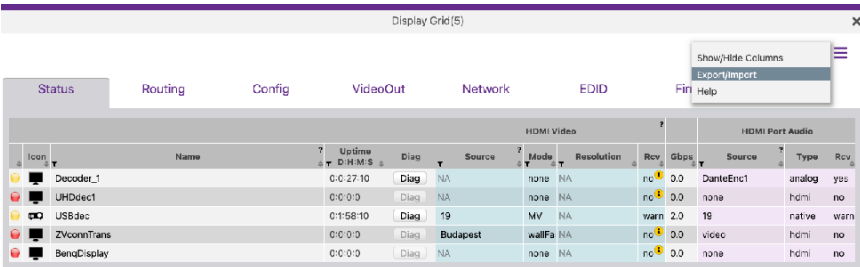 Display Grid(5)
Show/Hide Columns
Export/Import
Help
Status Routing Config VideoOut Network EDID
HDMI Video ? HDMI Port Audio
Icon Name ? Uptime D:H:M:S Diag Source ? Mode Resolution Rcv Gbps Source ? Type Rcv
Decoder_1 0:0:27:10 Diag NA none NA no 0.0 DanteEnc1 analog yes
UHDdec1 0:0:0:0 Diag NA none NA no 0.0 none hdmi no
USBdec 0:1:58:10 Diag 19 MV NA warn 2.0 19 native warn
ZVconnTrans 0:0:0:0 Diag Budapest wallFa NA no 0.0 video hdmi no
BenqDisplay 0:0:0:0 Diag NA none NA no 0.0 none hdmi no